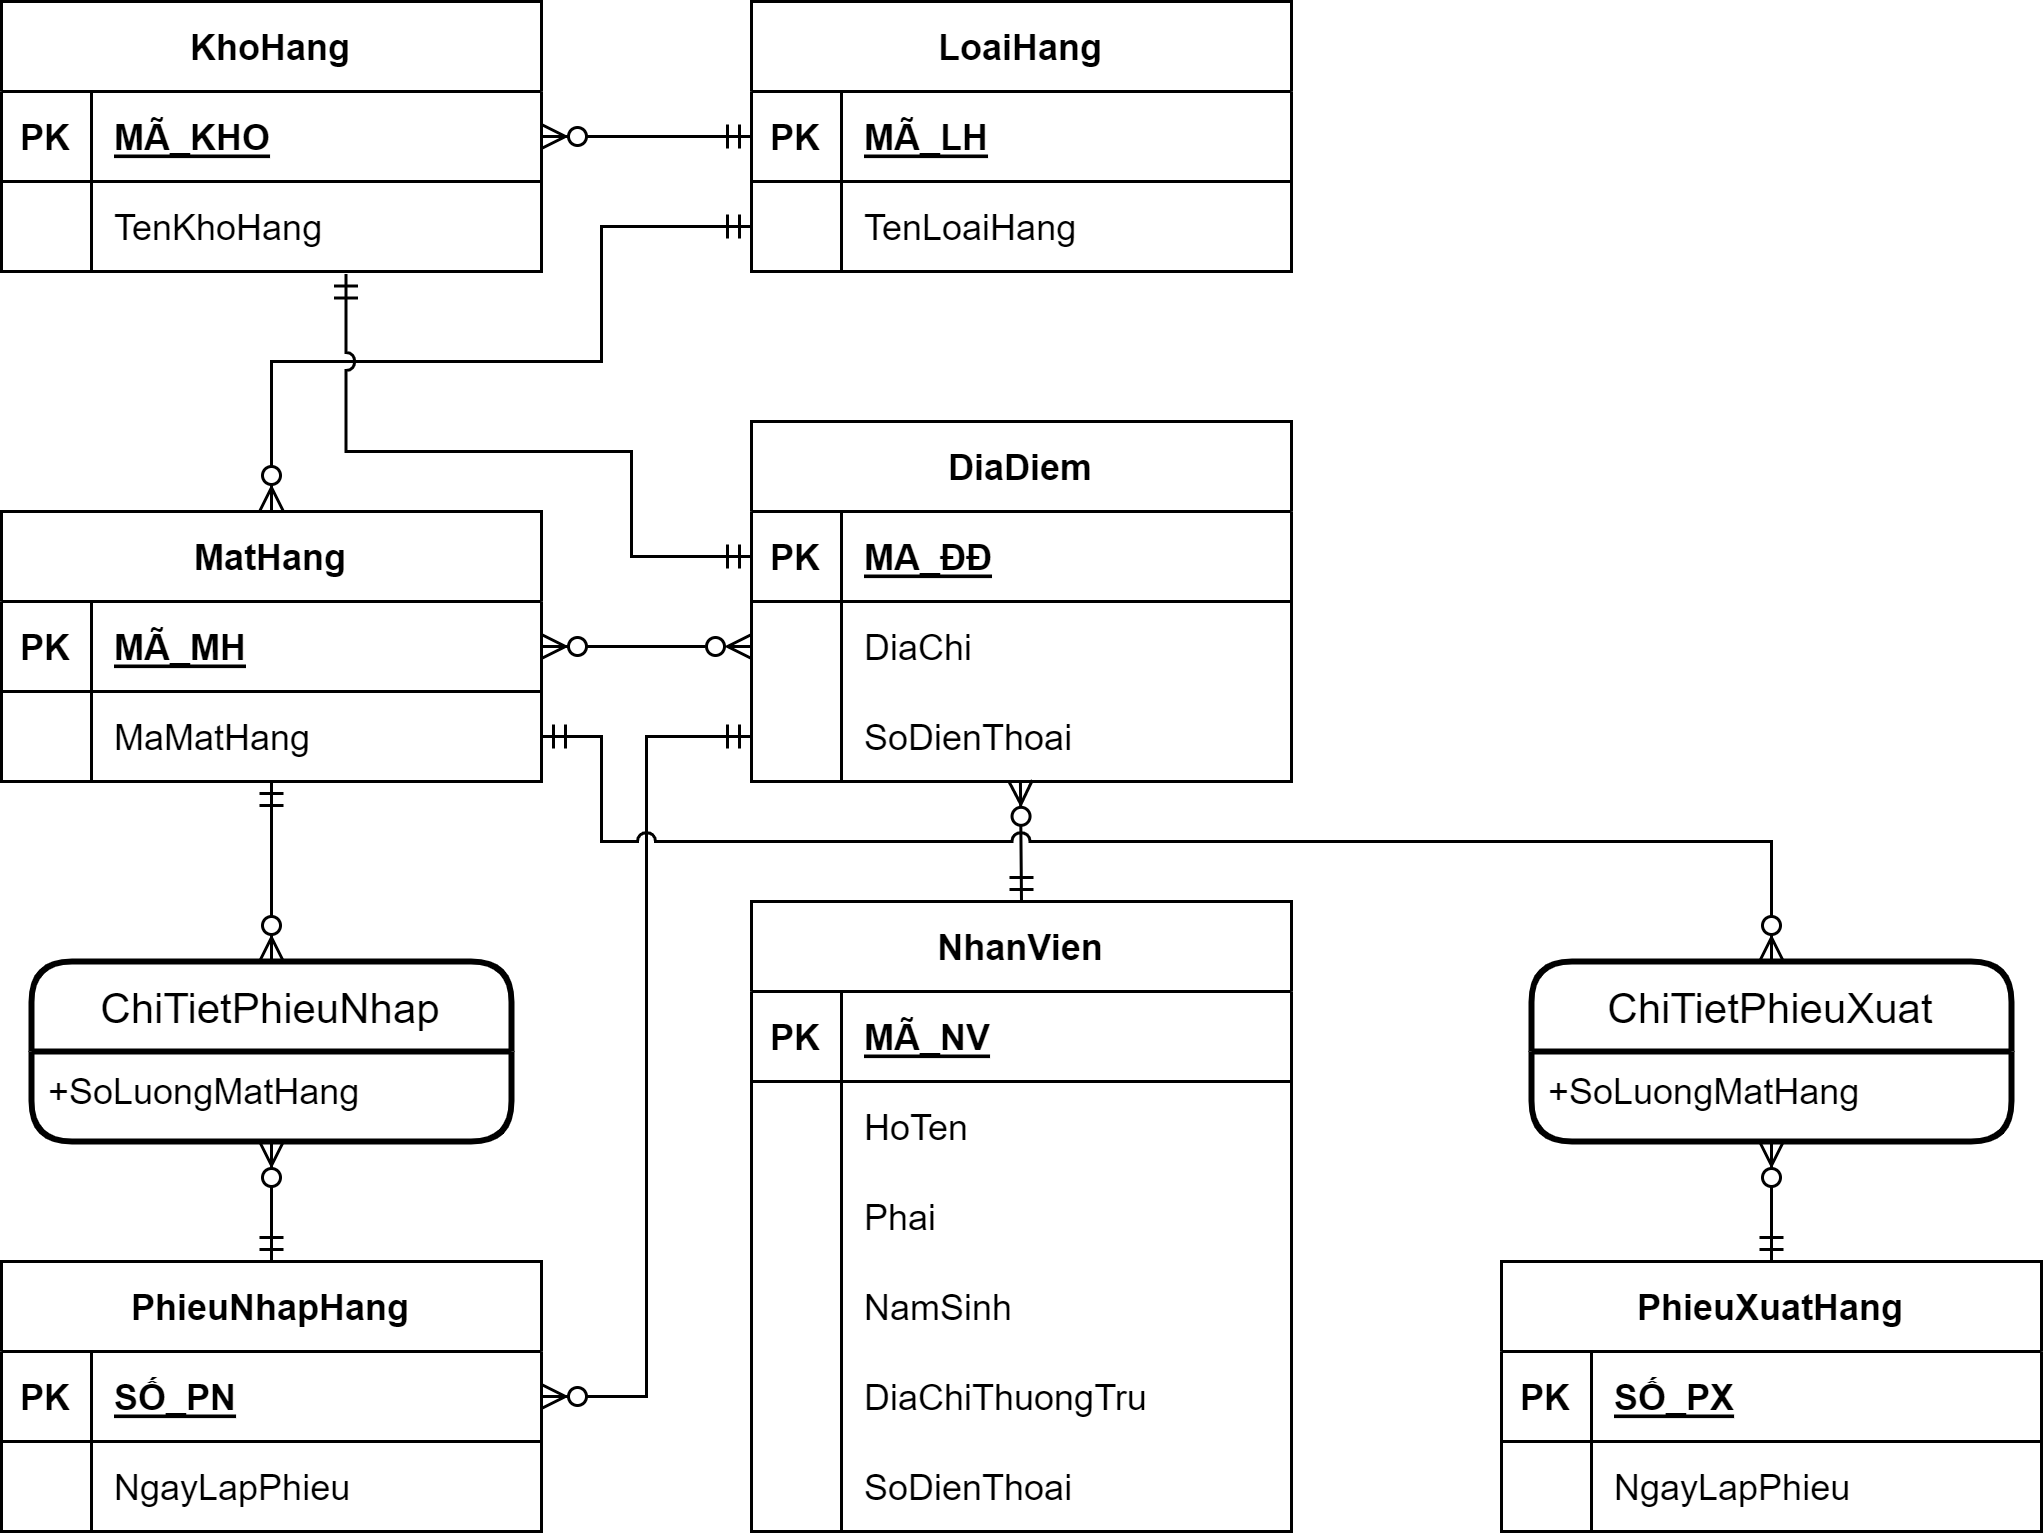 KhoHang
PK MÃ_KHO
TenKhoHang
LoaiHang
PK MÃ_LH
TenLoaiHang
DiaDiem
PK MA_ĐĐ
DiaChi
SoDienThoai
MatHang
PK MÃ_MH
MaMatHang
ChiTietPhieuNhap
+SoLuongMatHang
NhanVien
PK MÃ_NV
HoTen
Phai
NamSinh
DiaChiThuongTru
SoDienThoai
ChiTietPhieuXuat
+SoLuongMatHang
PhieuNhapHang
PK SỐ_PN
NgayLapPhieu
PhieuXuatHang
PK SỐ_PX
NgayLapPhieu